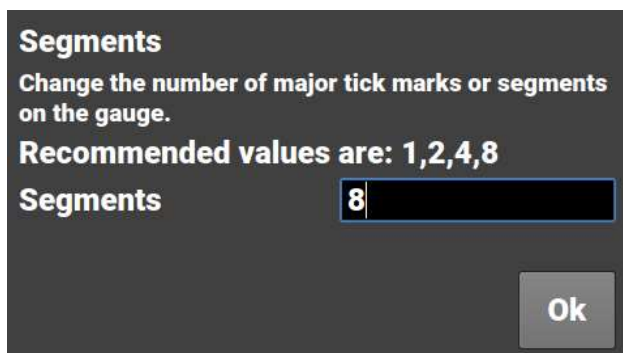 Segments
Change the number of major tick marks or segments
on the gauge.
Recommended values are: 1,2,4,8
Segments 8
Ok